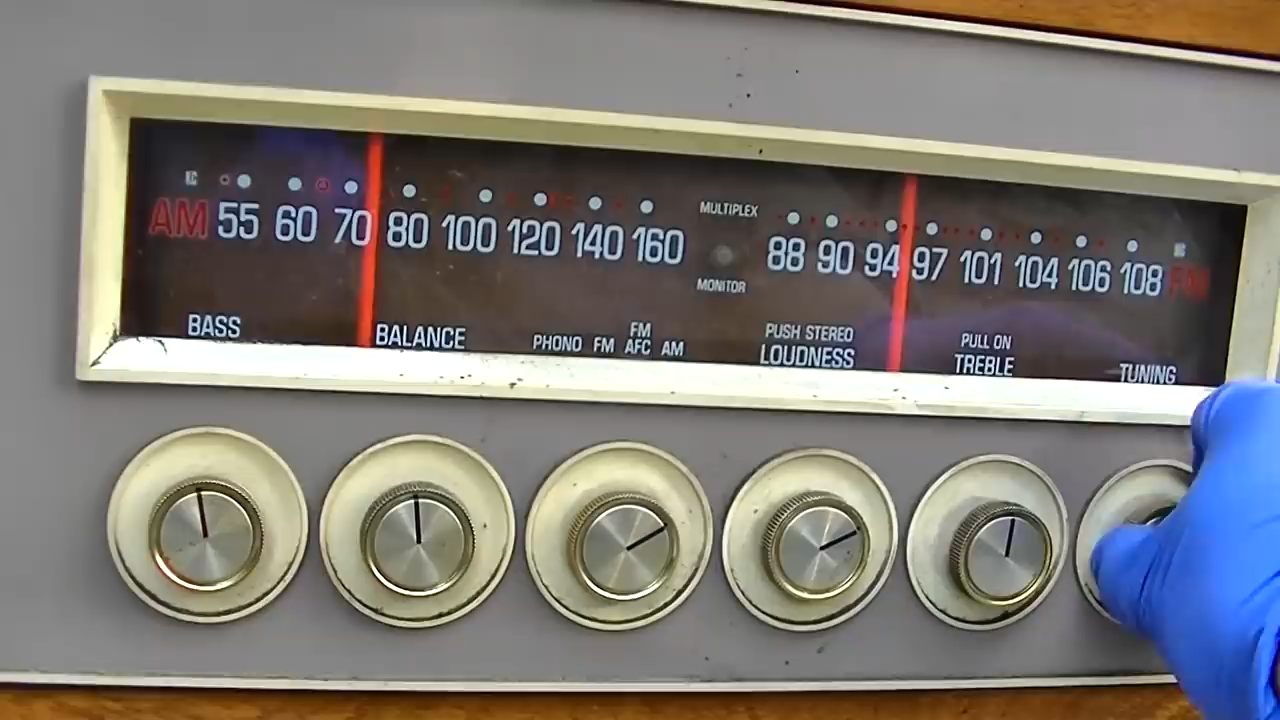 AM 55 60 70 80 100 120 140 160
MULTIPLEX
MONITOR
88 90 94 97 101 104 106 108 FM
BASS
BALANCE
PHONO FM FM AFC AM
PUSH STEREO
LOUDNESS
PULL ON
TREBLE
TUNING